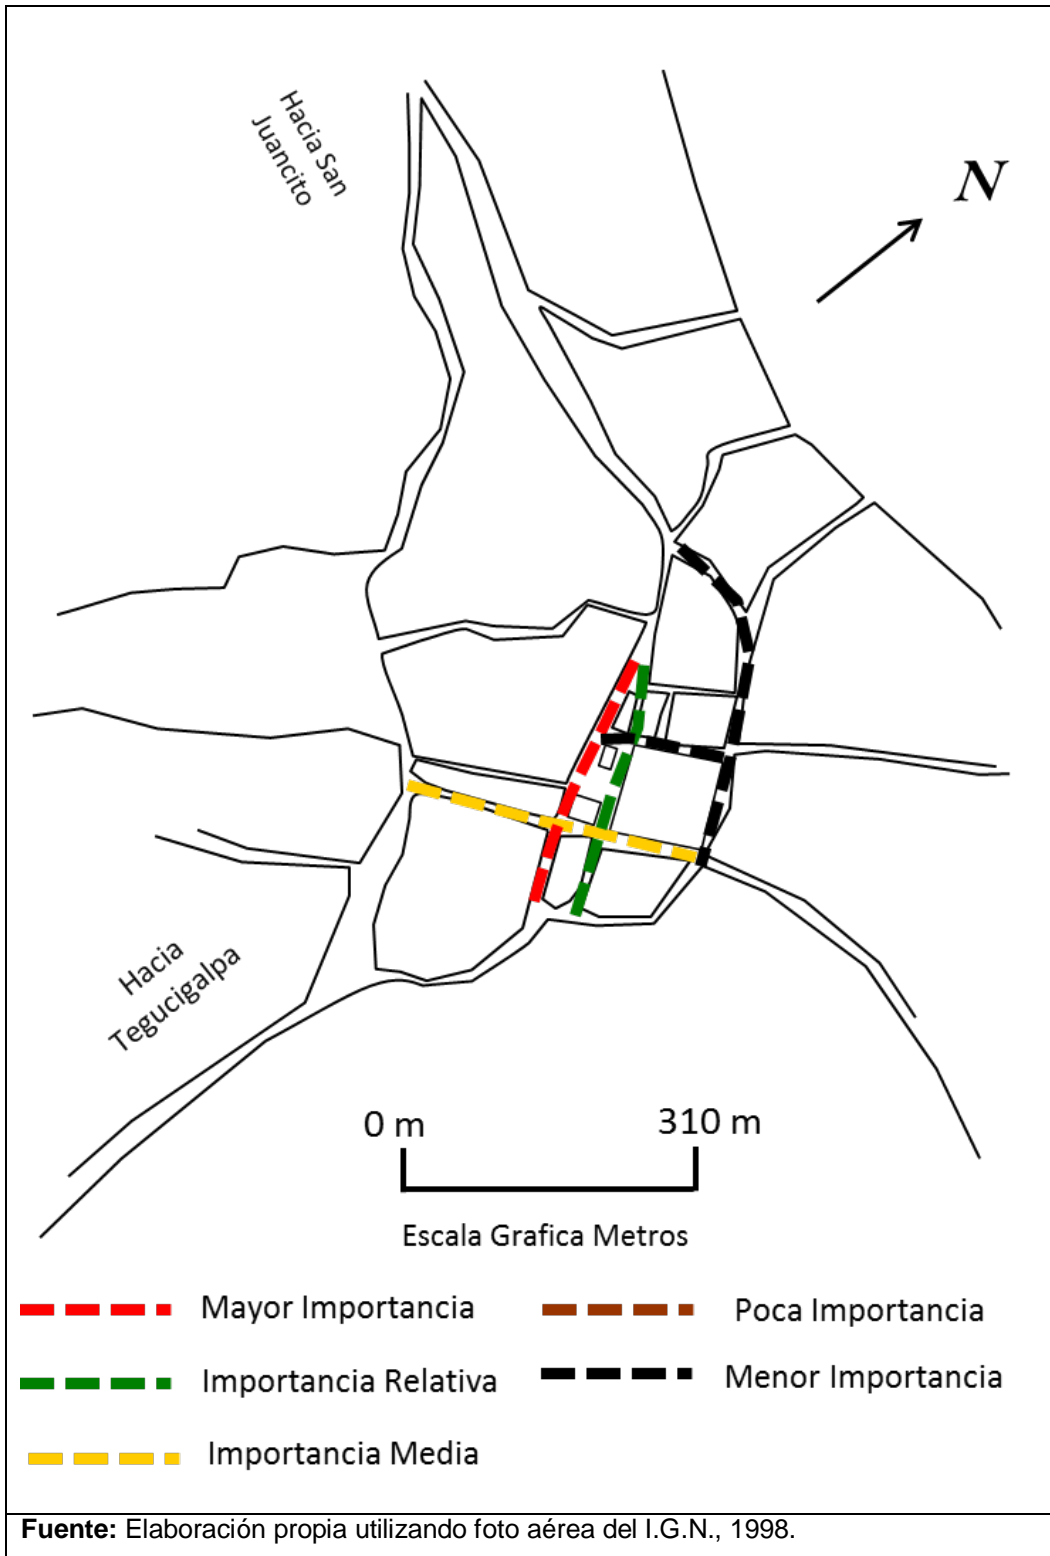 Hacia San
Juancito
N
Hacia
Tegucigalpa
0 m
310 m
Escala Grafica Metros
Mayor Importancia
Poca Importancia
Importancia Relativa
Menor Importancia
Importancia Media
Fuente: Elaboración propia utilizando foto aérea del I.G.N., 1998.